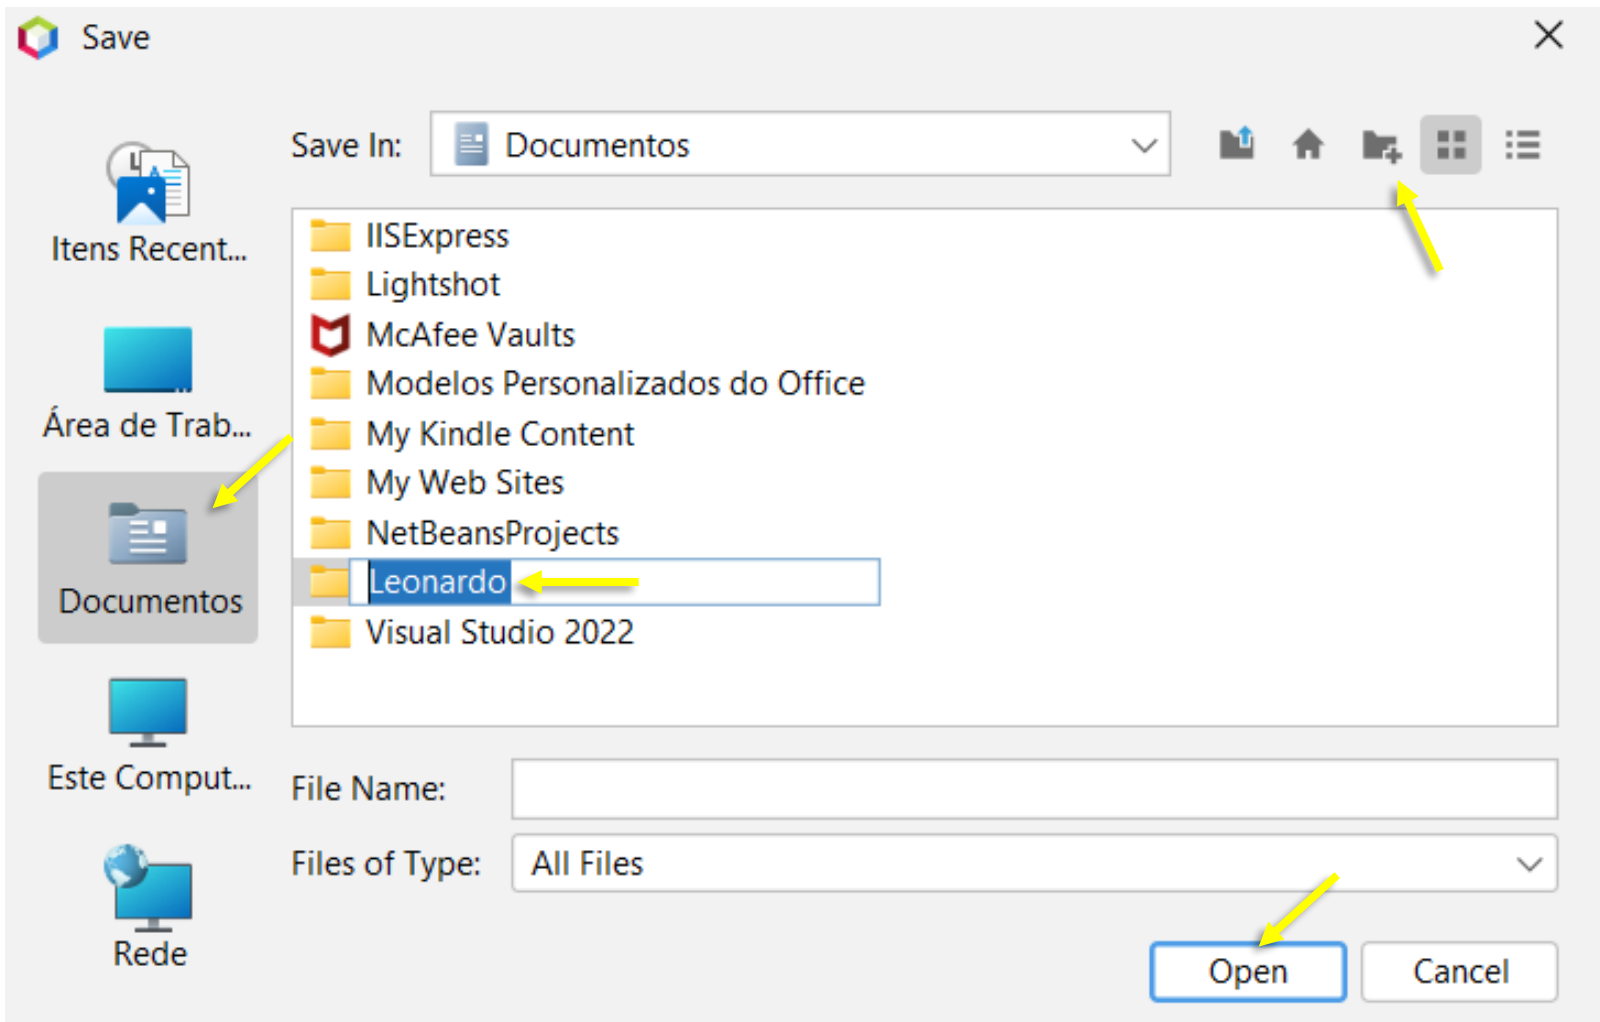 Save
Save In:
Documentos
Itens Recent...
Área de Trab...
Documentos
Este Comput...
Rede
IISExpress
Lightshot
McAfee Vaults
Modelos Personalizados do Office
My Kindle Content
My Web Sites
NetBeansProjects
Leonardo
Visual Studio 2022
File Name:
Files of Type:
All Files
Open
Cancel